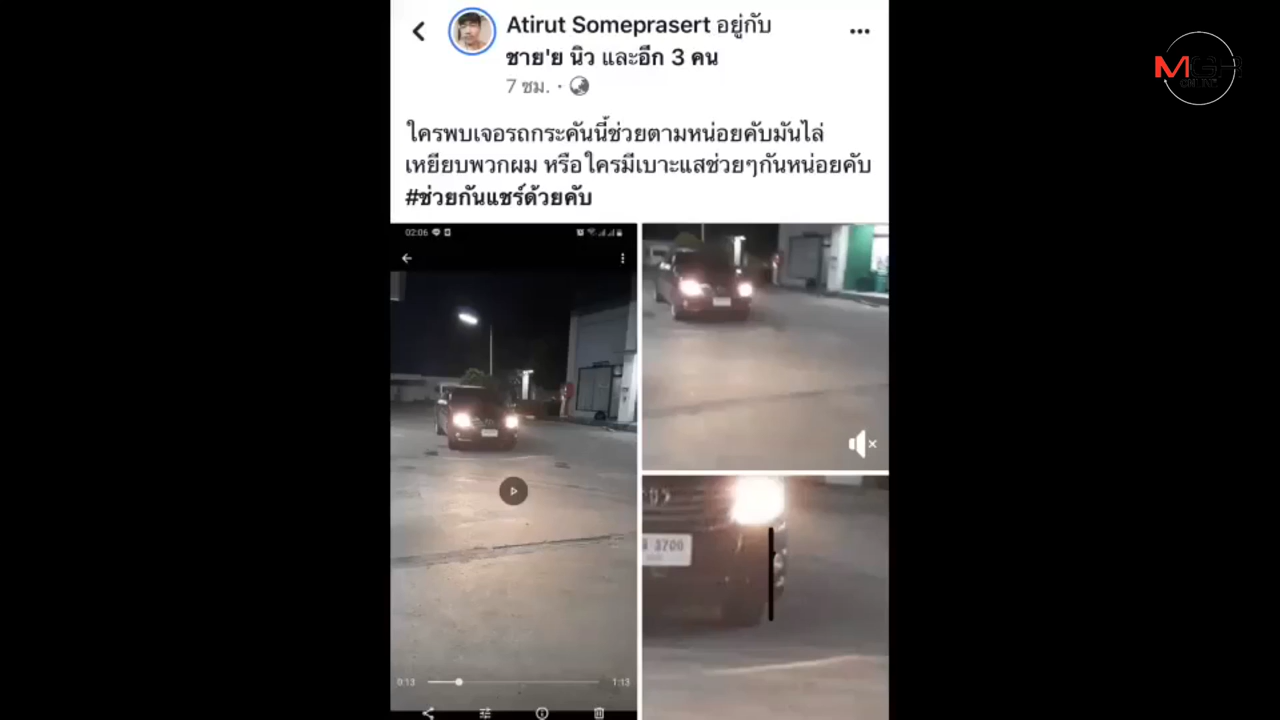 Atirut Someprasert อยู่กับ
ชาย'ย นิว และอีก 3 คน
7 ชม. ·
MGR
ONLINE
ใครพบเจอรถกระคันนี้ช่วยตามหน่อยคับมันไล่
เหยียบพวกผม หรือใครมีเบาะแสช่วยๆกันหน่อยคับ
#ช่วยกันแชร์ด้วยคับ
02:06
3700
0:13
1:13